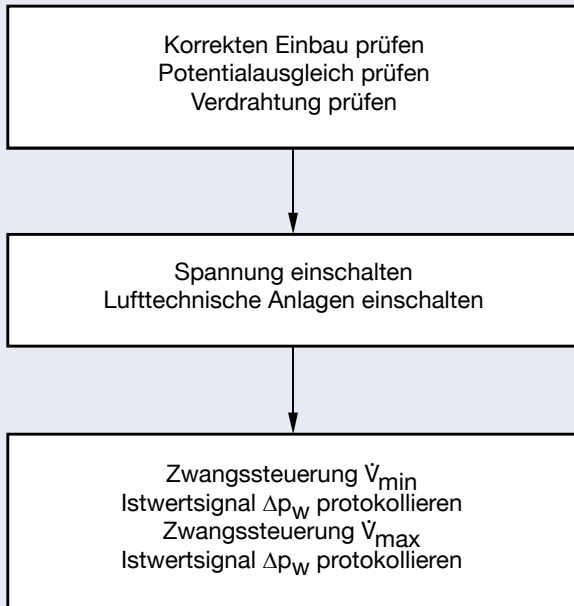 Korrekten Einbau prüfen
Potentialausgleich prüfen
Verdrahtung prüfen
Spannung einschalten
Lufttechnische Anlagen einschalten
Zwangssteuerung V̇min
Istwertsignal Δpw protokollieren
Zwangssteuerung V̇max
Istwertsignal Δpw protokollieren